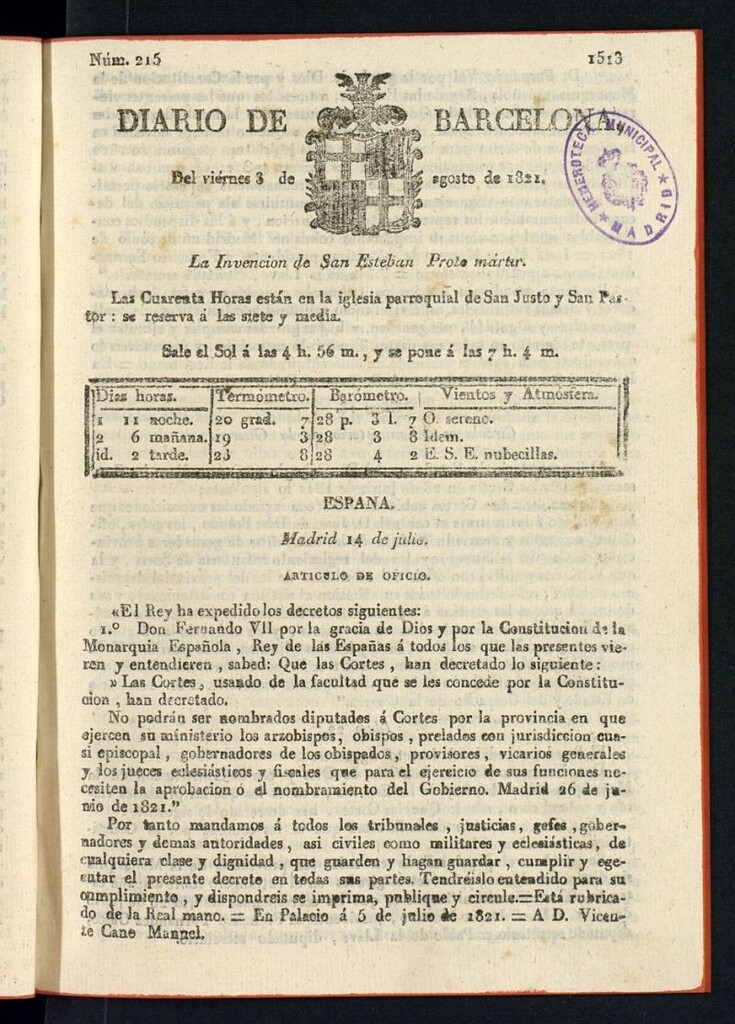 Núm. 215 1513
DIARIO DE BARCELONA
Del viérnes 3 de agosto de 1821.
HEMEROTECA MUNICIPAL
★ MADRID ★
La Invencion de San Esteban Proto mártir.
Las Cuarenta Horas están en la iglesia parroquial de San Justo y San Pas-
tor : se reserva á las siete y media.
Sale el Sol á las 4 h. 56 m., y se pone á las 7 h. 4 m.
Dias horas. Termómetro. Barómetro. Vientos y Atmósfera.
1 11 noche. 20 grad. 7 28 p. 3 l. 7 O. sereno.
2 6 mañana. 19 3 28 3 8 Idem.
id. 2 tarde. 23 8 28 4 2 E. S. E. nubecillas.
ESPANA.
Madrid 14 de julio.
ARTICULO DE OFICIO.
«El Rey ha expedido los decretos siguientes:
1.º Don Fernando VII por la gracia de Dios y por la Constitucion de la
Monarquia Española , Rey de las Españas á todos los que las presentes vie-
ren y entendieren , sabed: Que las Cortes , han decretado lo siguiente :
» Las Cortes , usando de la facultad que se les concede por la Constitu-
cion , han decretado.
No podrán ser nombrados diputados á Cortes por la provincia en que
ejercen su ministerio los arzobispos, obispos , prelados con jurisdiccion cua-
si episcopal , gobernadores de los obispados , provisores , vicarios generales
y los jueces eclesiásticos y fiscales que para el ejercicio de sus funciones ne-
cesiten la aprobacion ó el nombramiento del Gobierno. Madrid 26 de ju-
nio de 1821.”
Por tanto mandamos á todos los tribunales , justicias, gefes , gober-
nadores y demas autoridades , asi civiles como militares y eclesiásticas, de
cualquiera clase y dignidad , que guarden y hagan guardar , cumplir y ege-
cutar el presente decreto en todas sus partes. Tendréislo entendido para su
cumplimiento , y dispondreis se imprima, publique y circule.=Está rubrica-
do de la Real mano. = En Palacio á 5 de julio de 1821. = A D. Vicen-
te Cano Manuel.